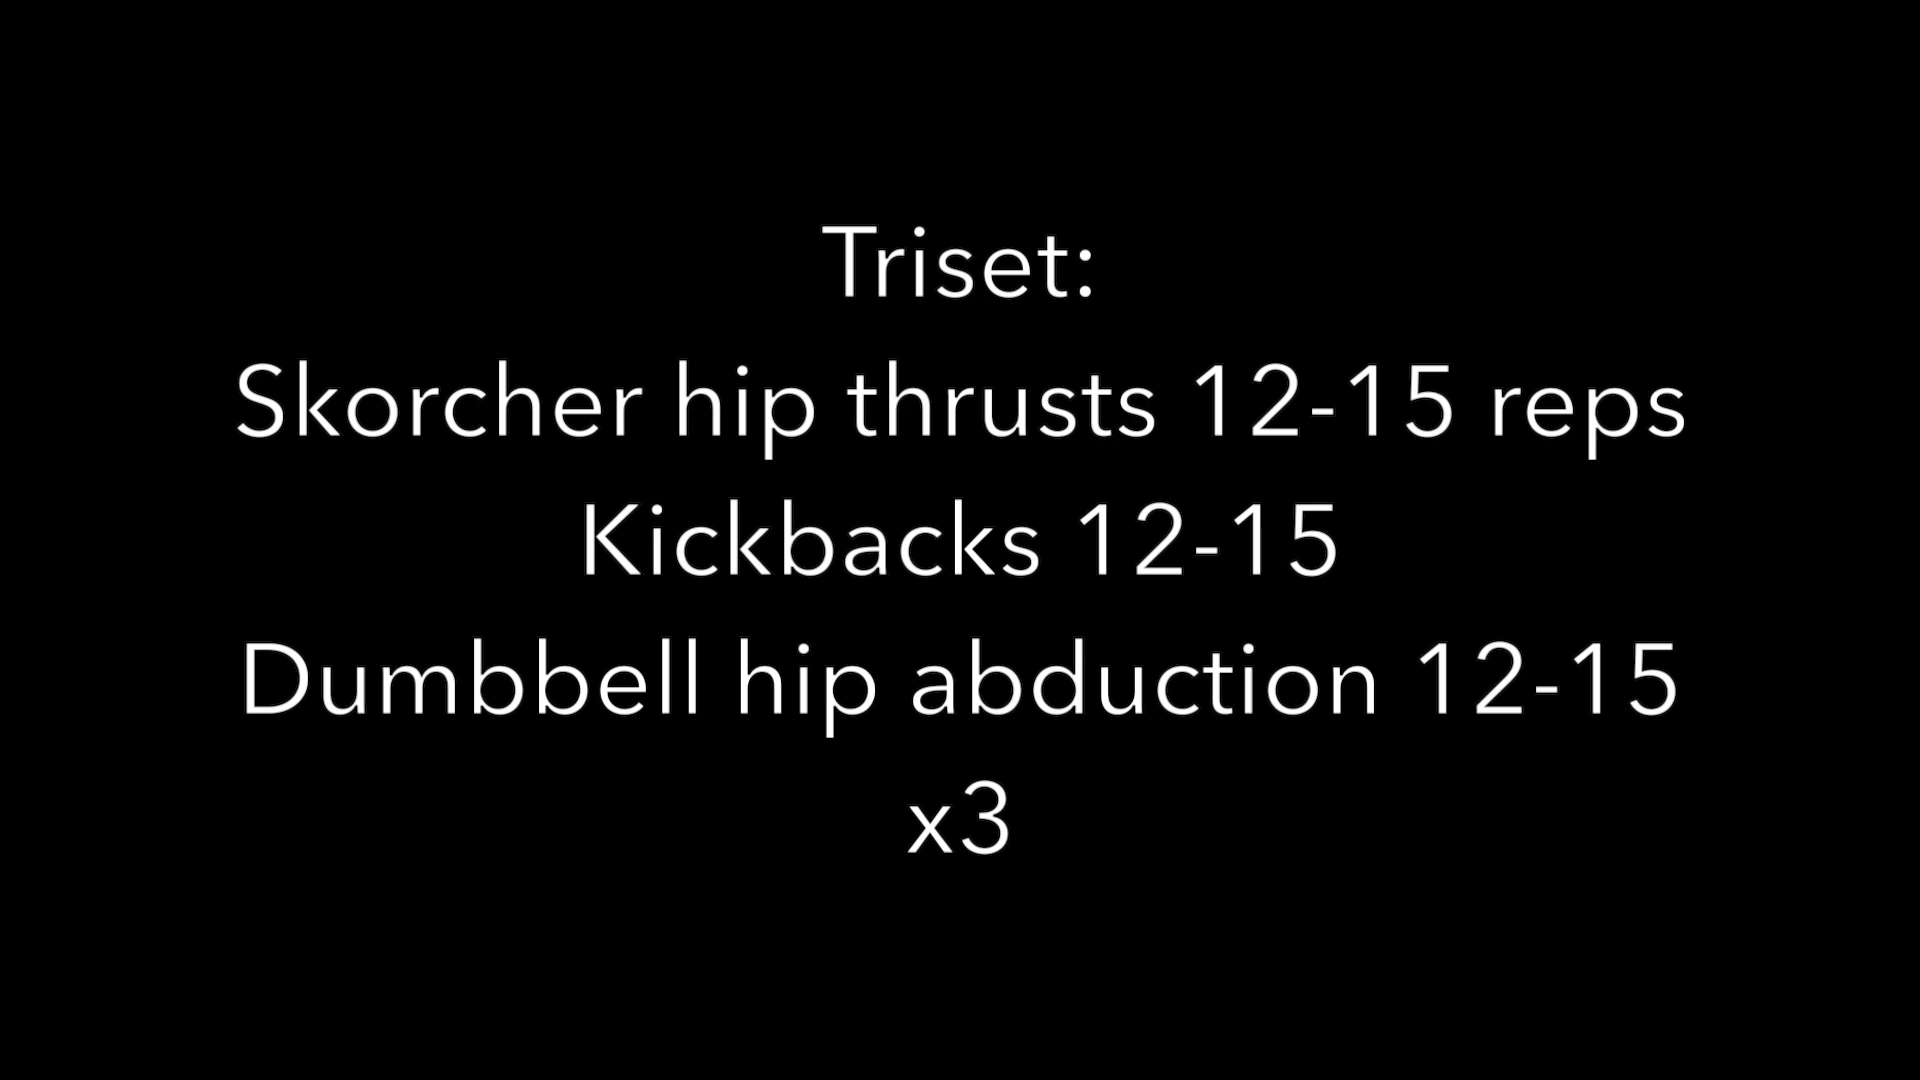 Triset:
Skorcher hip thrusts 12-15 reps
Kickbacks 12-15
Dumbbell hip abduction 12-15
x3